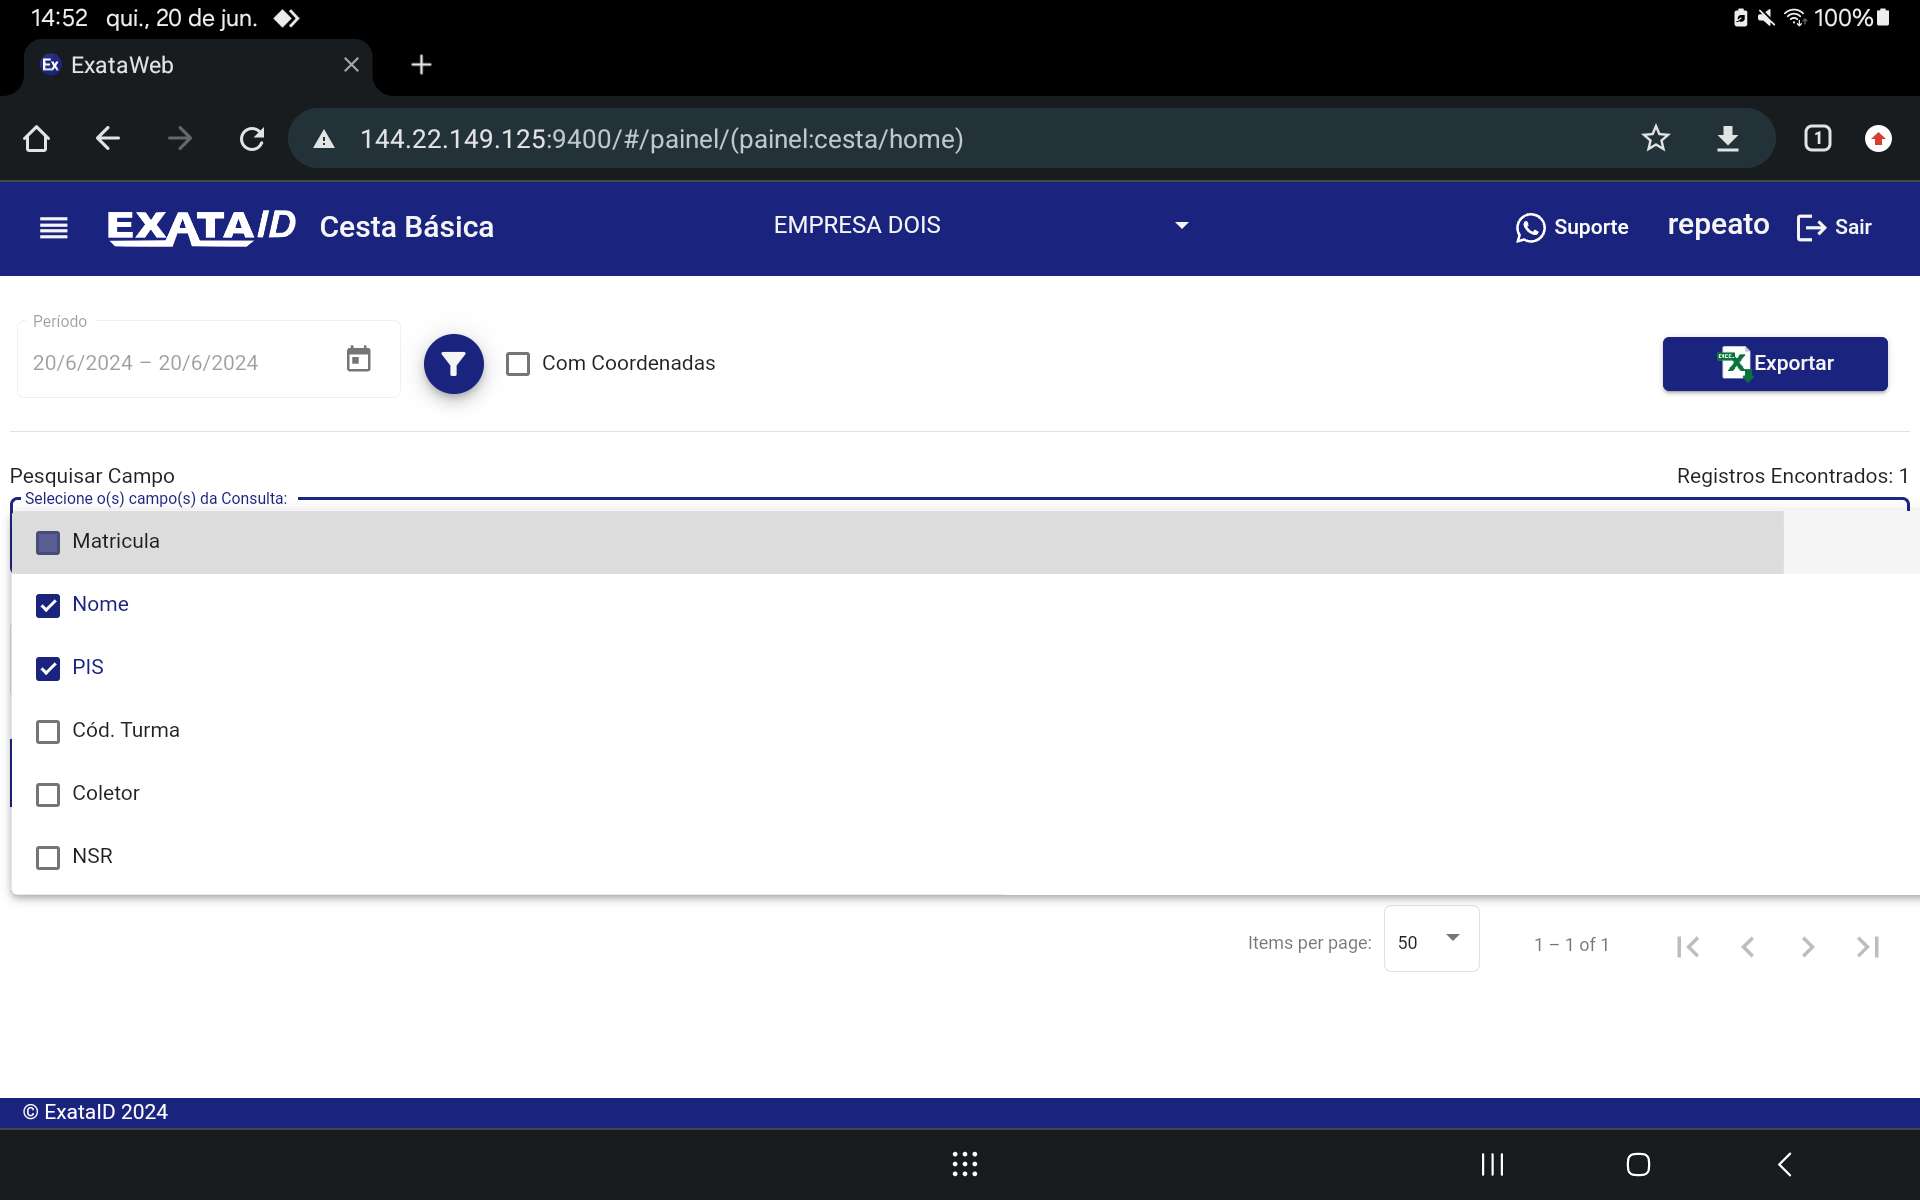 14:52 qui., 20 de jun. 100%
Ex ExataWeb
144.22.149.125:9400/#/painel/(painel:cesta/home) 1
EXATAID Cesta Básica EMPRESA DOIS Suporte repeato Sair
Período
20/6/2024 – 20/6/2024 Com Coordenadas Exportar
Pesquisar Campo Registros Encontrados: 1
Selecione o(s) campo(s) da Consulta:
Matricula
Nome
PIS
Cód. Turma
Coletor
NSR
Items per page: 50 1 – 1 of 1
© ExataID 2024